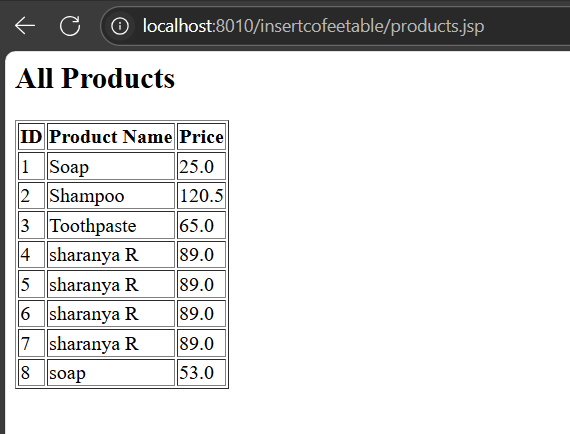 localhost:8010/insertcofeetable/products.jsp
All Products
ID Product Name Price
1 Soap 25.0
2 Shampoo 120.5
3 Toothpaste 65.0
4 sharanya R 89.0
5 sharanya R 89.0
6 sharanya R 89.0
7 sharanya R 89.0
8 soap 53.0